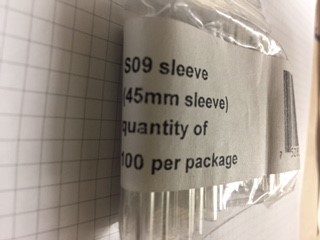 S09 sleeve
(45mm sleeve)
quantity of
100 per package